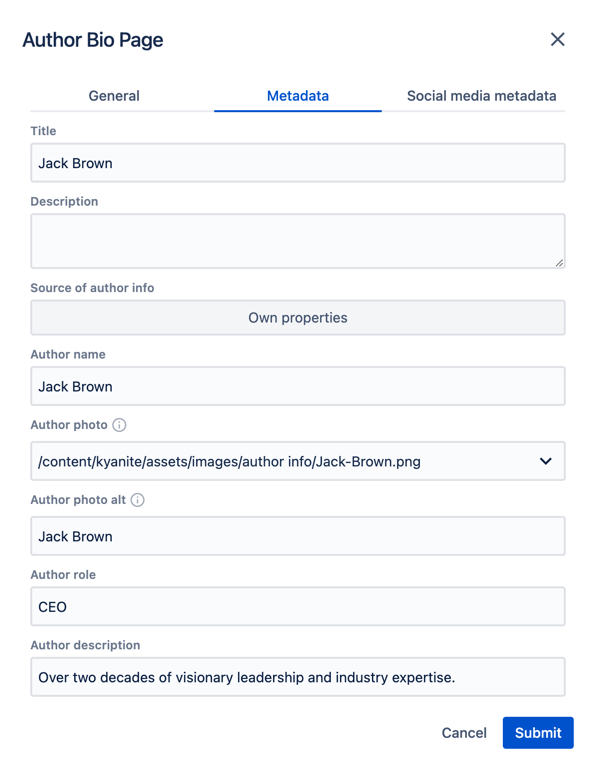 Author Bio Page
General Metadata Social media metadata
Title
Jack Brown
Description
Source of author info
Own properties
Author name
Jack Brown
Author photo
/content/kyanite/assets/images/author info/Jack-Brown.png
Author photo alt
Jack Brown
Author role
CEO
Author description
Over two decades of visionary leadership and industry expertise.
Cancel Submit